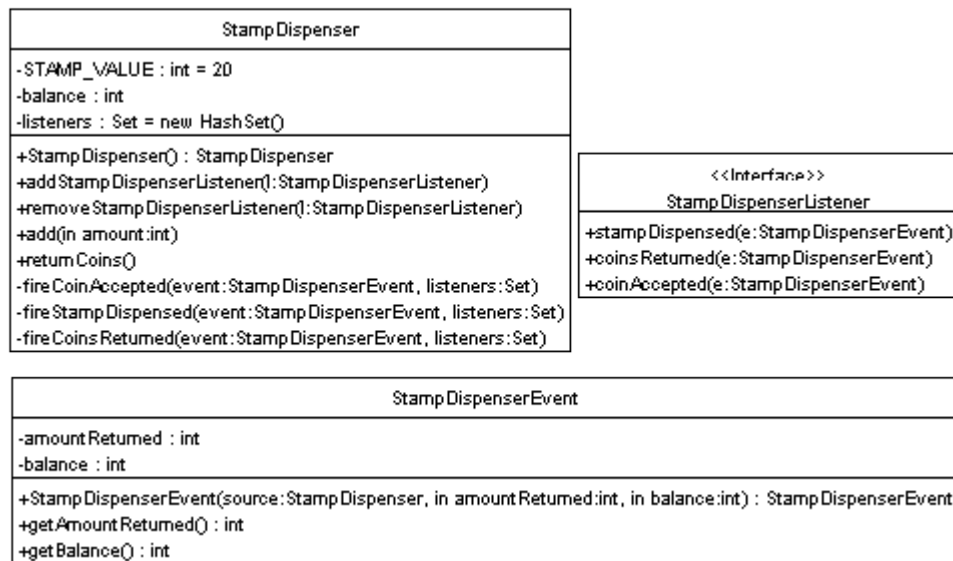 StampDispenser
-STAMP_VALUE : int = 20
-balance : int
-listeners : Set = new HashSet()
+StampDispenser() : StampDispenser
+addStampDispenserListener(l:StampDispenserListener)
+removeStampDispenserListener(l:StampDispenserListener)
+add(in amount:int)
+returnCoins()
-fireCoinAccepted(event:StampDispenserEvent, listeners:Set)
-fireStampDispensed(event:StampDispenserEvent, listeners:Set)
-fireCoinsReturned(event:StampDispenserEvent, listeners:Set)
<<Interface>>
StampDispenserListener
+stampDispensed(e:StampDispenserEvent)
+coinsReturned(e:StampDispenserEvent)
+coinAccepted(e:StampDispenserEvent)
StampDispenserEvent
-amountReturned : int
-balance : int
+StampDispenserEvent(source:StampDispenser, in amountReturned:int, in balance:int) : StampDispenserEvent
+getAmountReturned() : int
+getBalance() : int